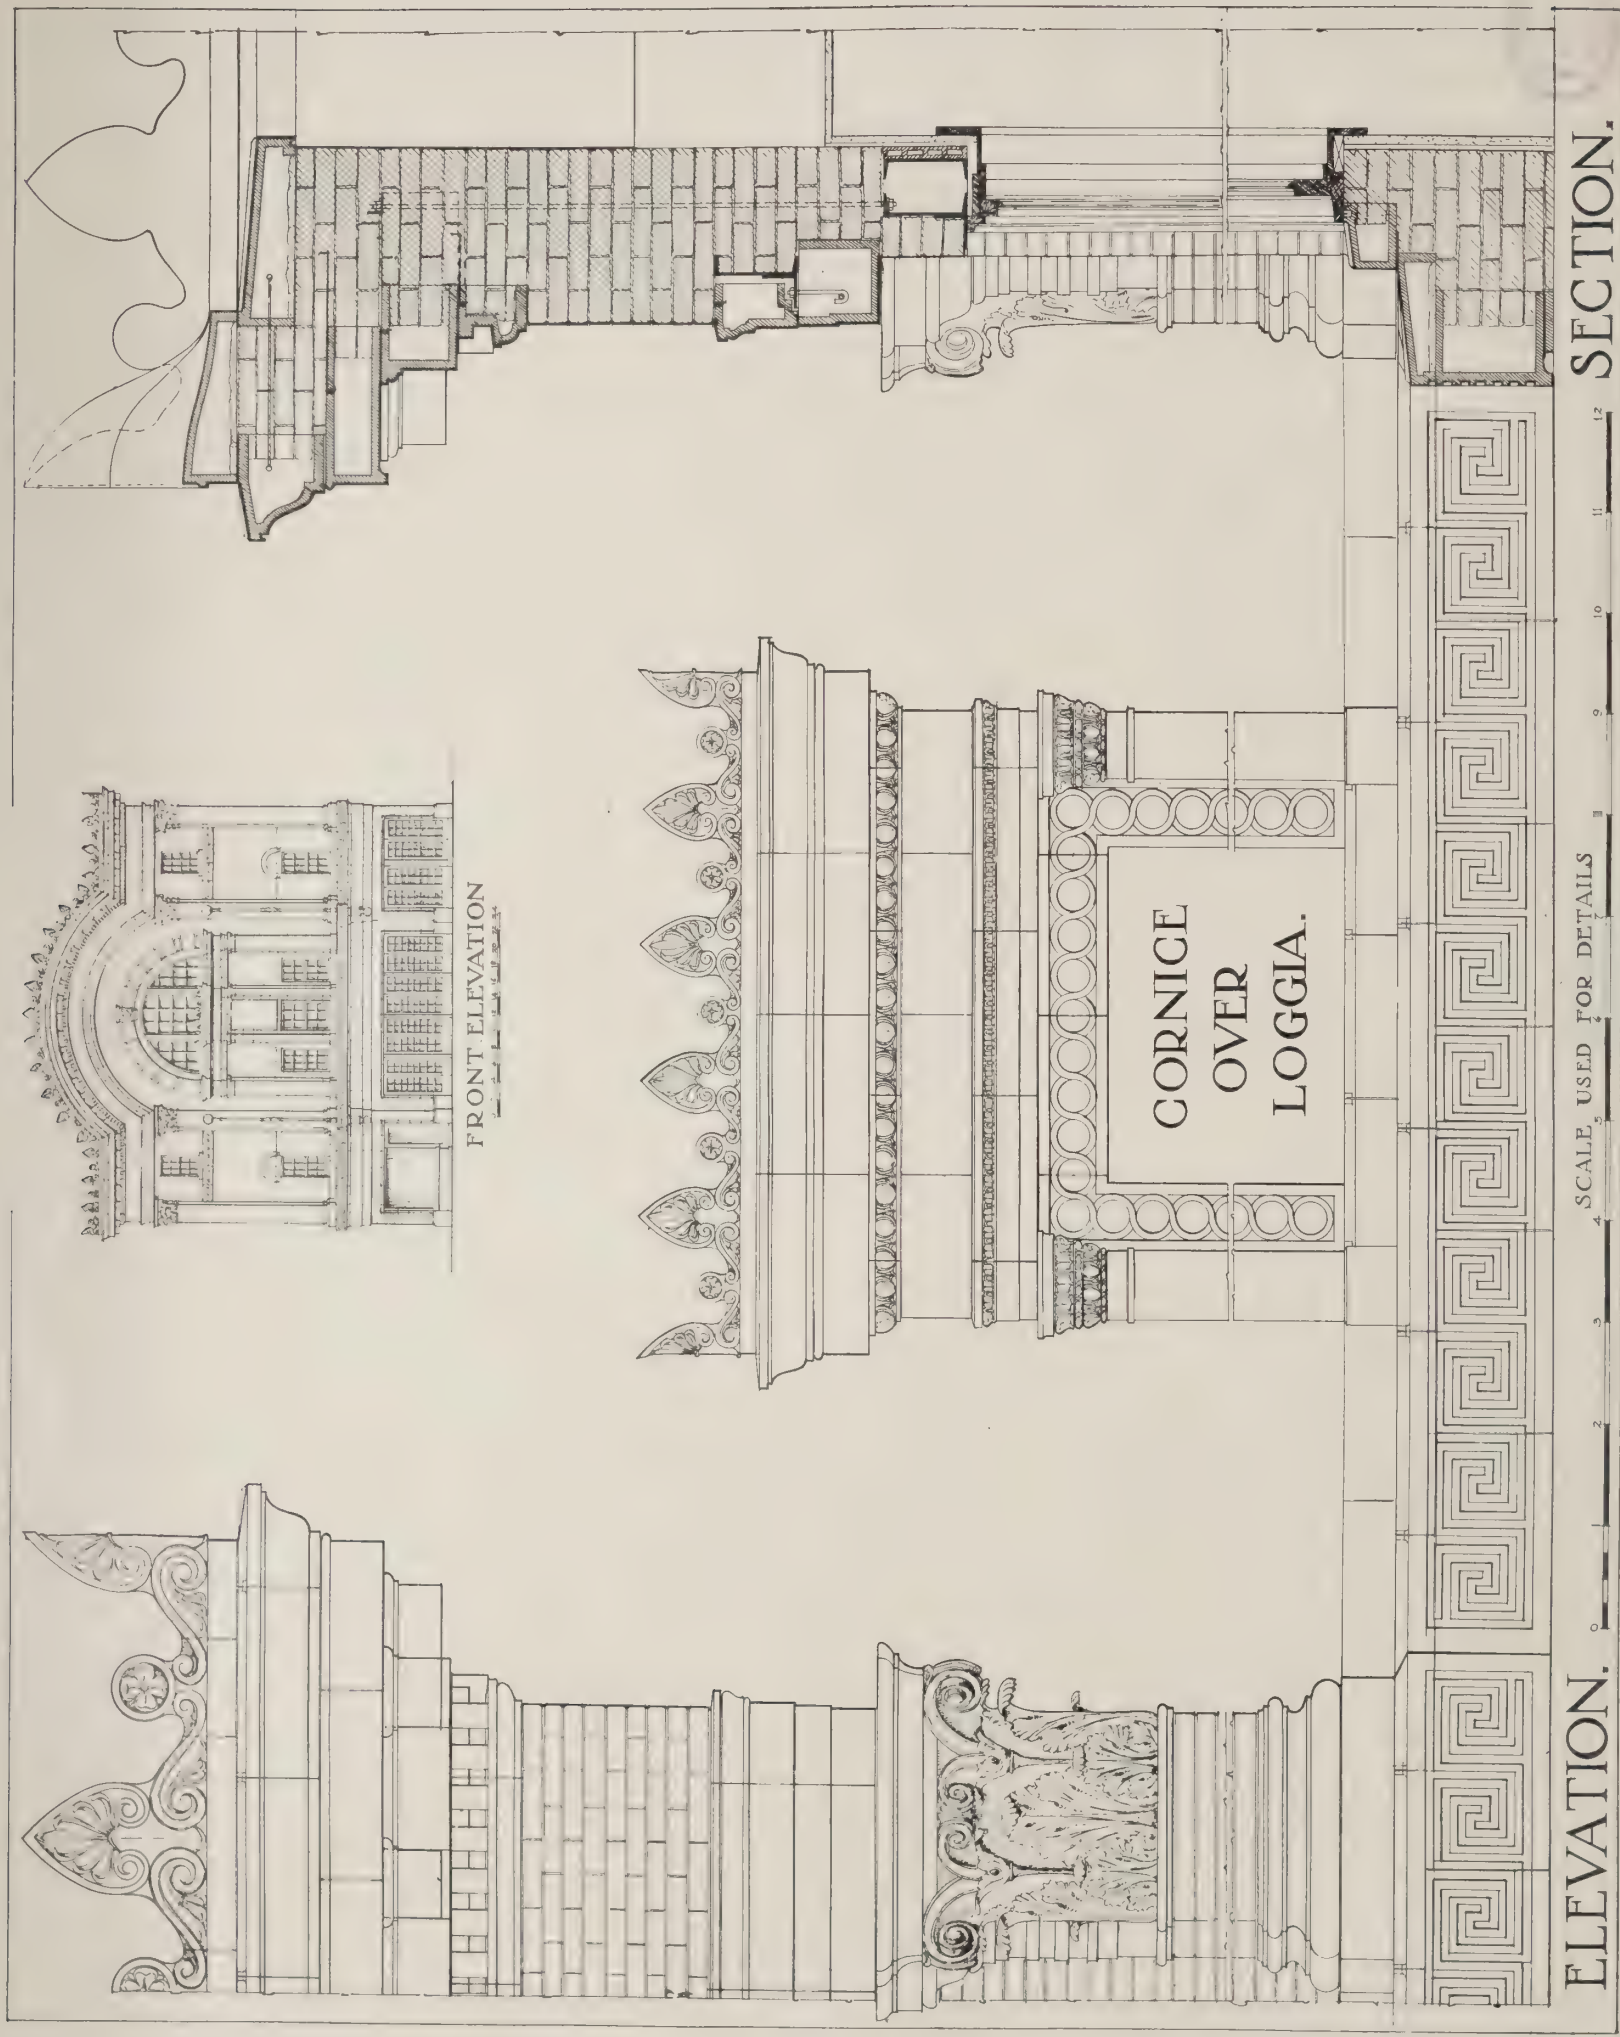 FRONT ELEVATION
CORNICE
OVER
LOGGIA.
ELEVATION.
SECTION.
0 1 2 3 4 5 6 7 8 9 10 11 12
SCALE USED FOR DETAILS